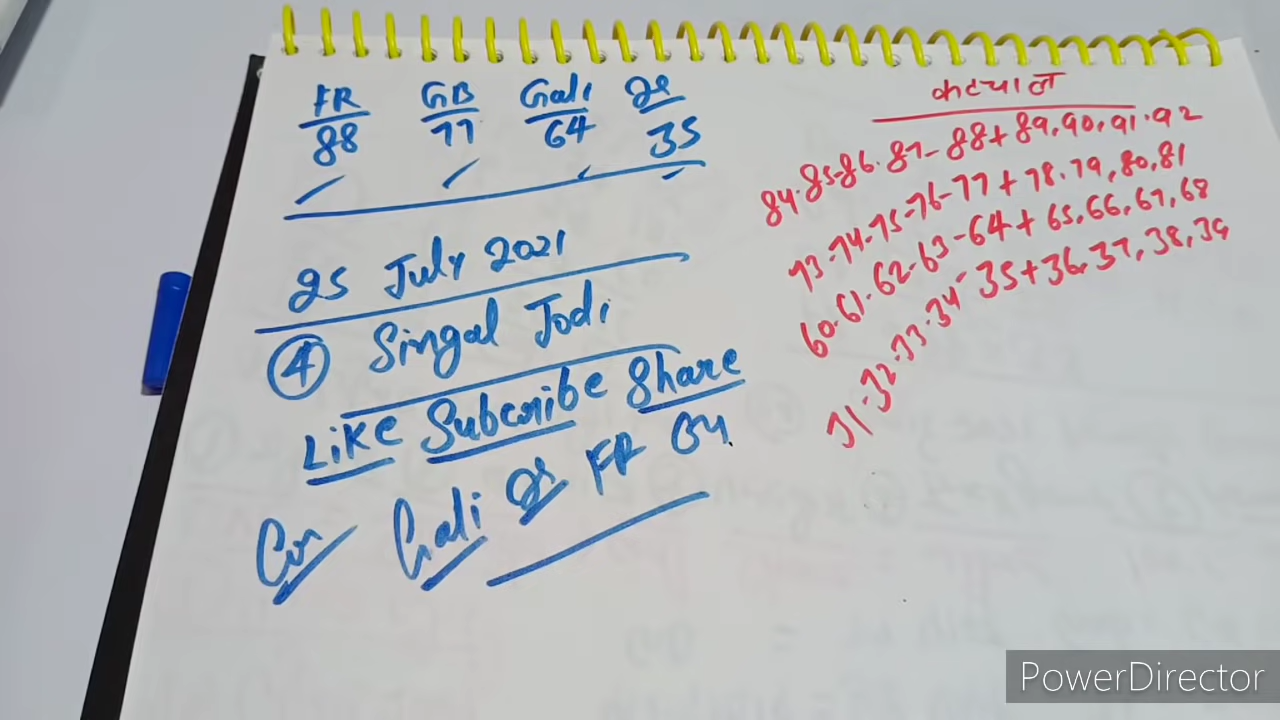 FR GB Gali DS
88 77 64 35
25 July 2021
4 Singal Jodi
Like Subcribe Share
Gali DS FR
कल्याण
84.85-86.87-88+89.90.91.92
73-74-75-76-77+78.79,80,81
60.61.62.63-64+65,66,67,68
31-32-33-34-35+36,37,38,39
PowerDirector